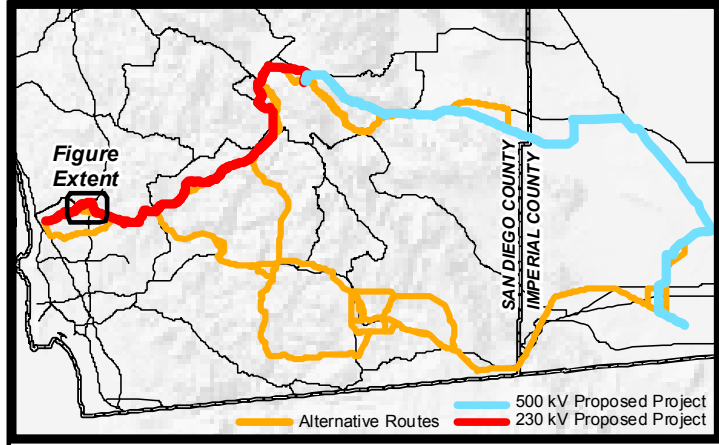 Figure
Extent
SAN DIEGO COUNTY
IMPERIAL COUNTY
500 kV Proposed Project
Alternative Routes
230 kV Proposed Project